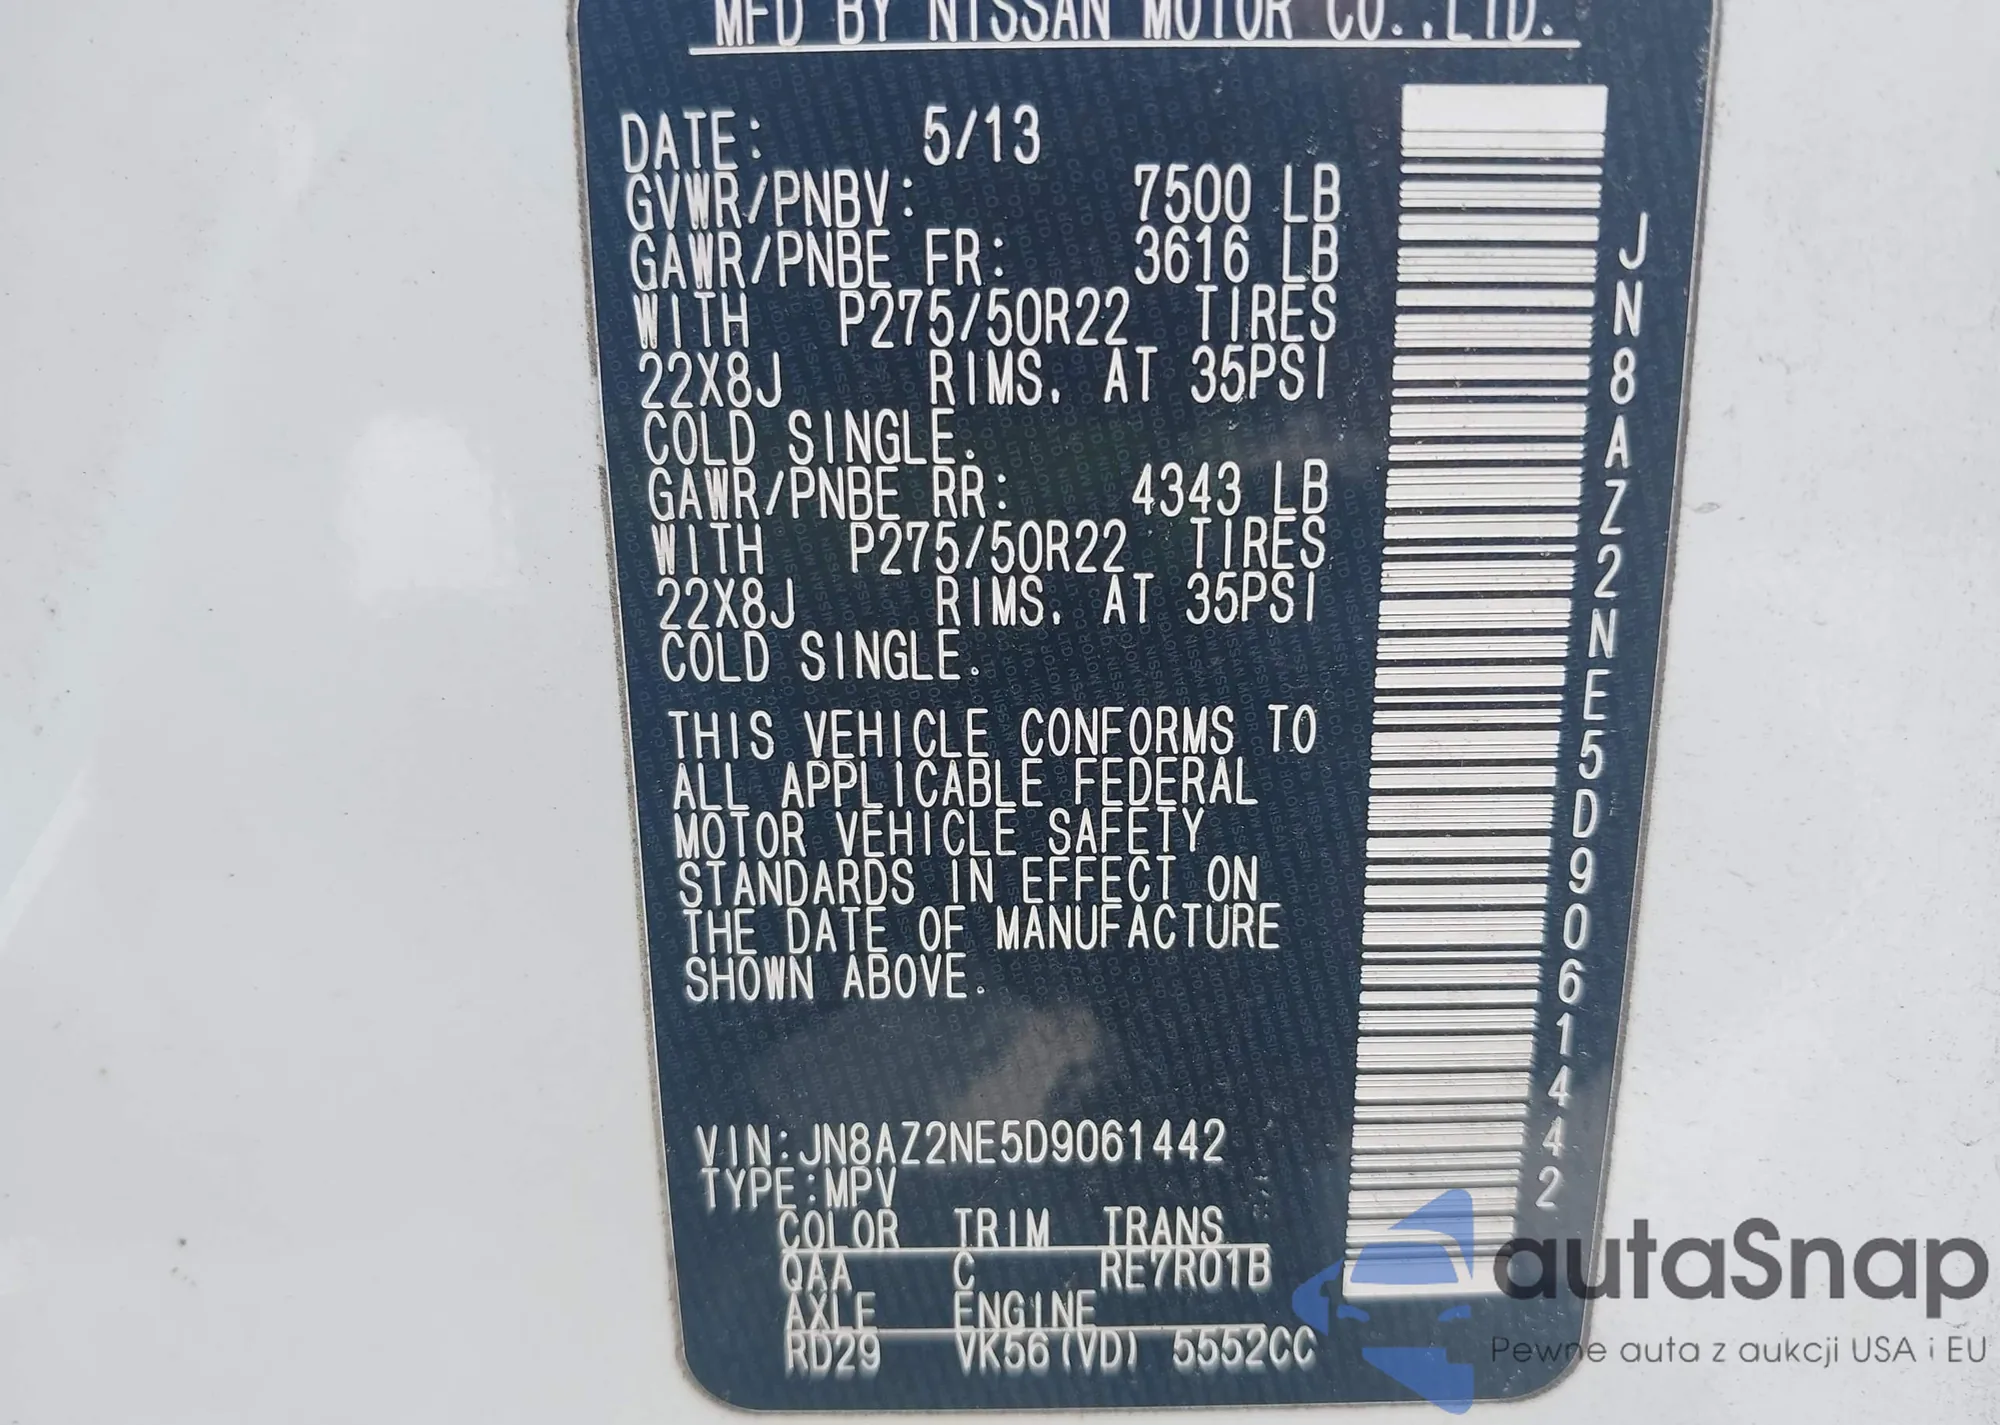 MFD BY NISSAN MOTOR CO.,LTD.
DATE: 5/13
GVWR/PNBV: 7500 LB
GAWR/PNBE FR: 3616 LB
WITH P275/50R22 TIRES
22X8J RIMS. AT 35PSI
COLD SINGLE.
GAWR/PNBE RR: 4343 LB
WITH P275/50R22 TIRES
22X8J RIMS. AT 35PSI
COLD SINGLE.
THIS VEHICLE CONFORMS TO
ALL APPLICABLE FEDERAL
MOTOR VEHICLE SAFETY
STANDARDS IN EFFECT ON
THE DATE OF MANUFACTURE
SHOWN ABOVE.
VIN:JN8AZ2NE5D9061442
TYPE:MPV
COLOR TRIM TRANS
QAA C RE7R01B
AXLE ENGINE
RD29 VK56(VD) 5552CC
JN8AZ2NE5D9061442
autaSnap
Pewne auta z aukcji USA i EU